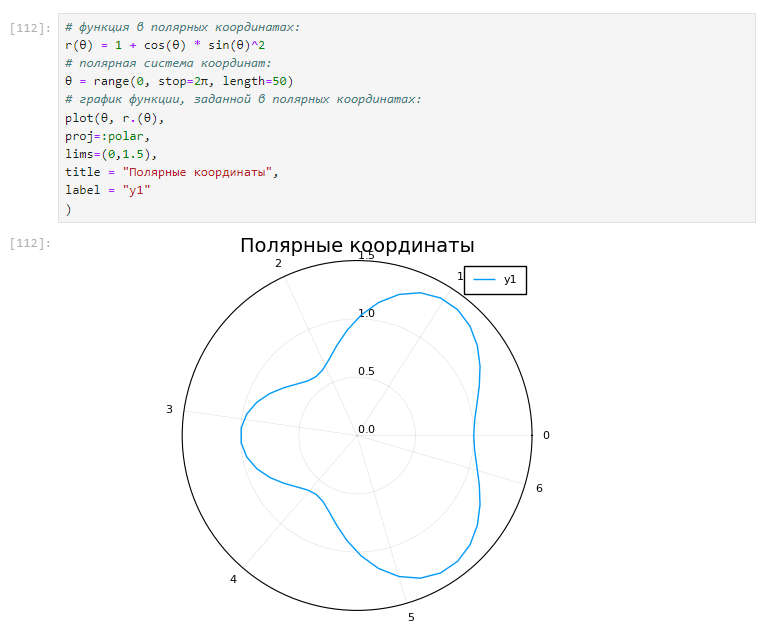 [112]:
# функция в полярных координатах:
r(θ) = 1 + cos(θ) * sin(θ)^2
# полярная система координат:
θ = range(0, stop=2π, length=50)
# график функции, заданной в полярных координатах:
plot(θ, r.(θ),
proj=:polar,
lims=(0,1.5),
title = "Полярные координаты",
label = "y1"
)
[112]:
Полярные координаты
1.5
2
1
y1
1.0
0.5
3
0.0
0
6
4
5